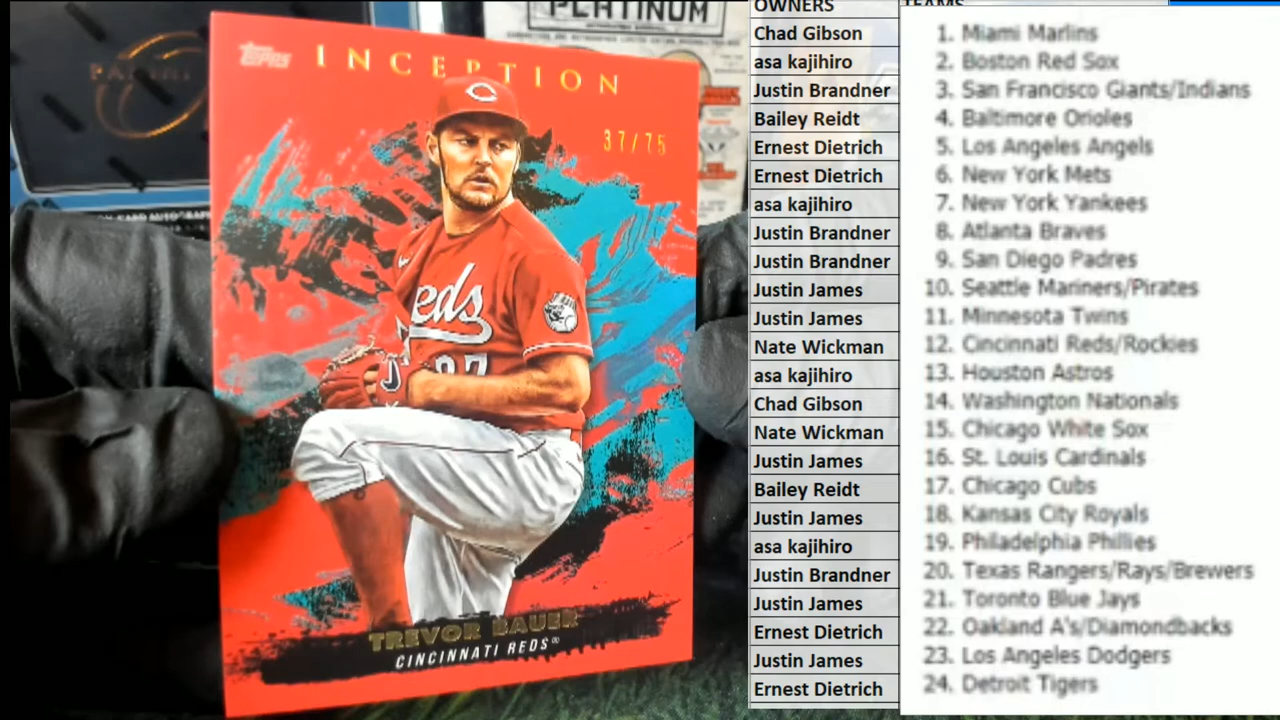 PLATINUM
Topps INCEPTION
37/75
eds
TREVOR BAUER
CINCINNATI REDS
OWNERS
Chad Gibson
asa kajihiro
Justin Brandner
Bailey Reidt
Ernest Dietrich
Ernest Dietrich
asa kajihiro
Justin Brandner
Justin Brandner
Justin James
Justin James
Nate Wickman
asa kajihiro
Chad Gibson
Nate Wickman
Justin James
Bailey Reidt
Justin James
asa kajihiro
Justin Brandner
Justin James
Ernest Dietrich
Justin James
Ernest Dietrich
TEAMS
1. Miami Marlins
2. Boston Red Sox
3. San Francisco Giants/Indians
4. Baltimore Orioles
5. Los Angeles Angels
6. New York Mets
7. New York Yankees
8. Atlanta Braves
9. San Diego Padres
10. Seattle Mariners/Pirates
11. Minnesota Twins
12. Cincinnati Reds/Rockies
13. Houston Astros
14. Washington Nationals
15. Chicago White Sox
16. St. Louis Cardinals
17. Chicago Cubs
18. Kansas City Royals
19. Philadelphia Phillies
20. Texas Rangers/Rays/Brewers
21. Toronto Blue Jays
22. Oakland A's/Diamondbacks
23. Los Angeles Dodgers
24. Detroit Tigers